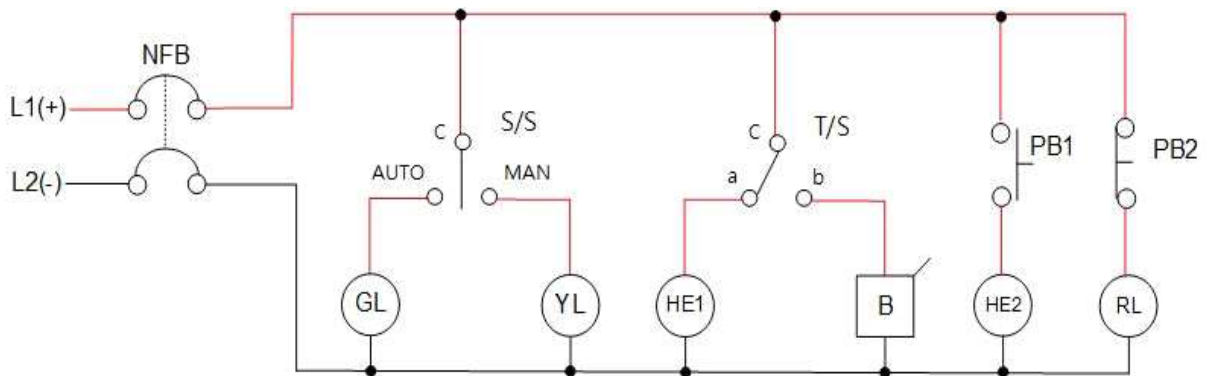 NFB
L1(+)
L2(-)
C
S/S
AUTO
MAN
C
T/S
a
b
PB1
PB2
GL
YL
HE1
B
HE2
RL